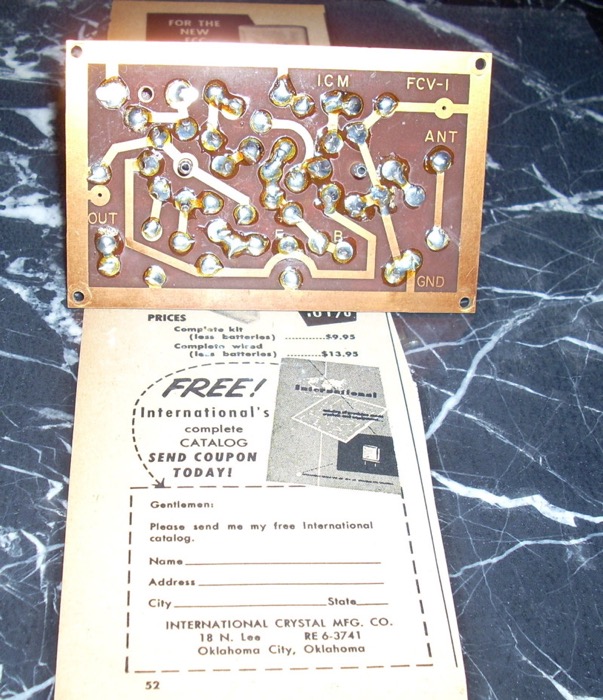 FOR THE
NEW
FCC
ICM
FCV-1
ANT
OUT
E
B
GND
PRICES
Complete kit
(less batteries) ..........$9.95
Complete wired
(less batteries) ..........$13.95
FREE!
International's
complete
CATALOG
SEND COUPON
TODAY!
International
Gentlemen:
Please send me my free International
catalog.
Name
Address
City State
INTERNATIONAL CRYSTAL MFG. CO.
18 N. Lee RE 6-3741
Oklahoma City, Oklahoma
52